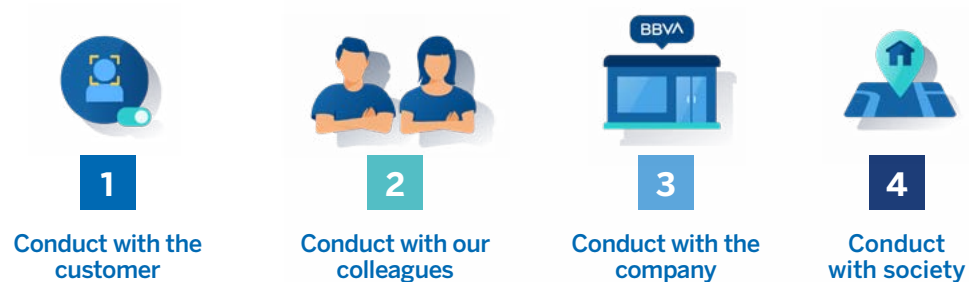 BBVA
1
2
3
4
Conduct with the
customer
Conduct with our
colleagues
Conduct with the
company
Conduct
with society